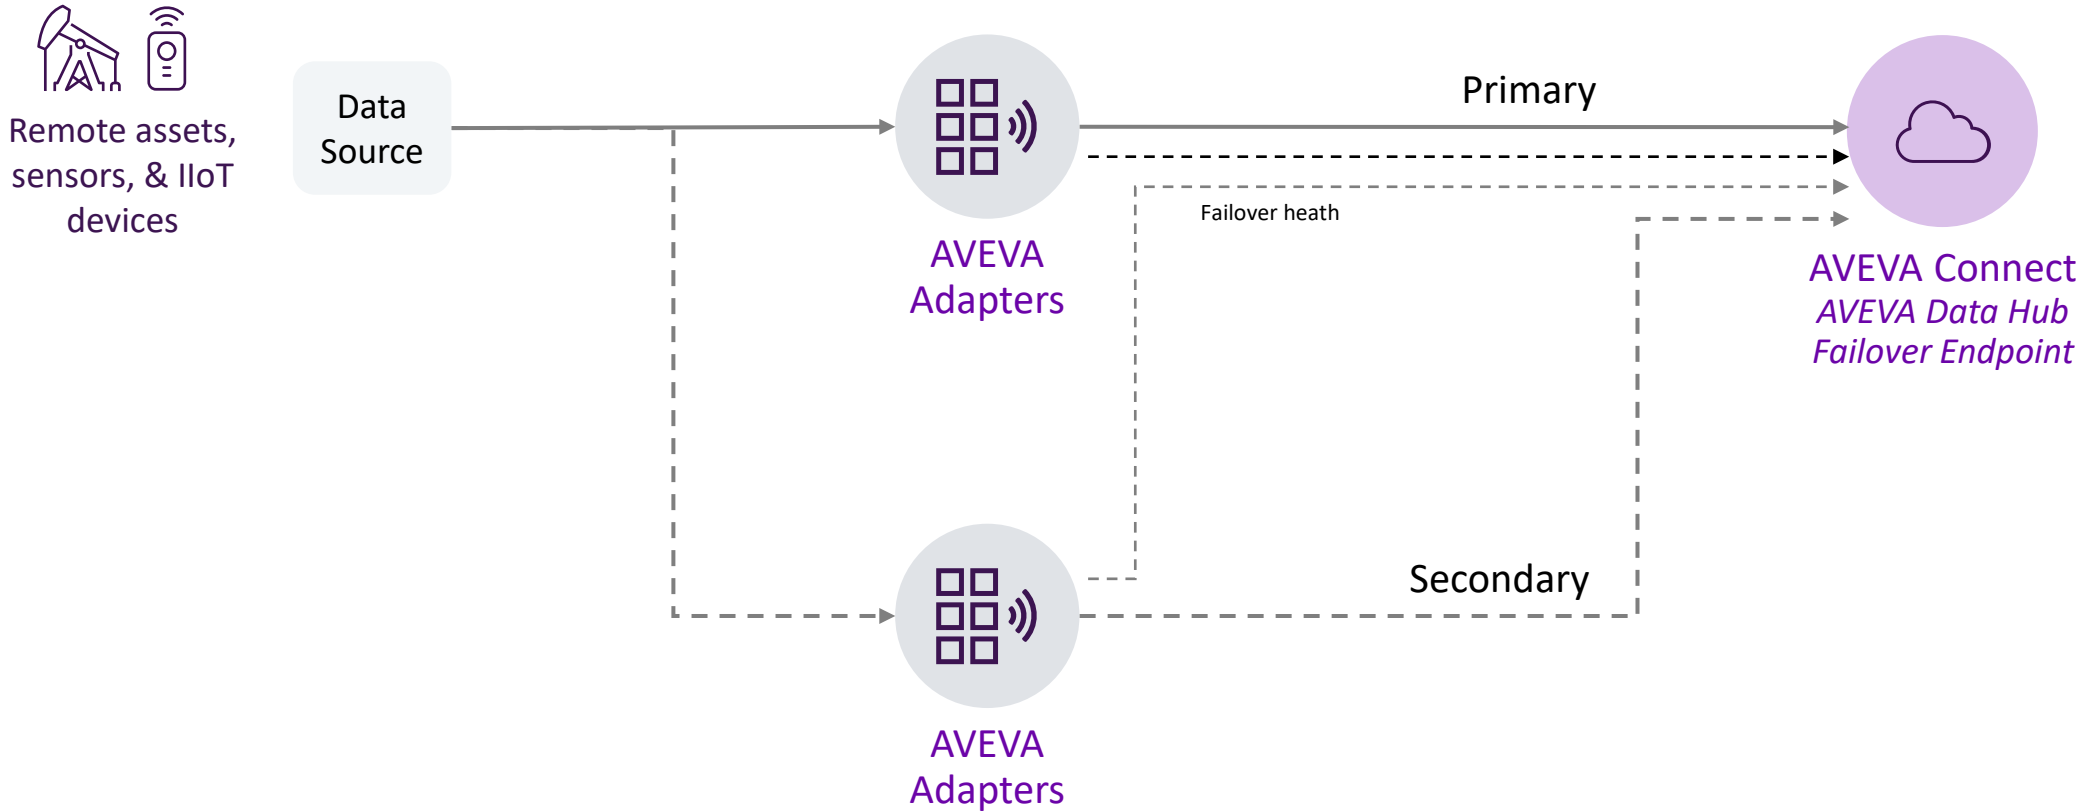 Remote assets,
sensors, & IIoT
devices
Data
Source
AVEVA
Adapters
Primary
Failover heath
AVEVA Connect
AVEVA Data Hub
Failover Endpoint
Secondary
AVEVA
Adapters